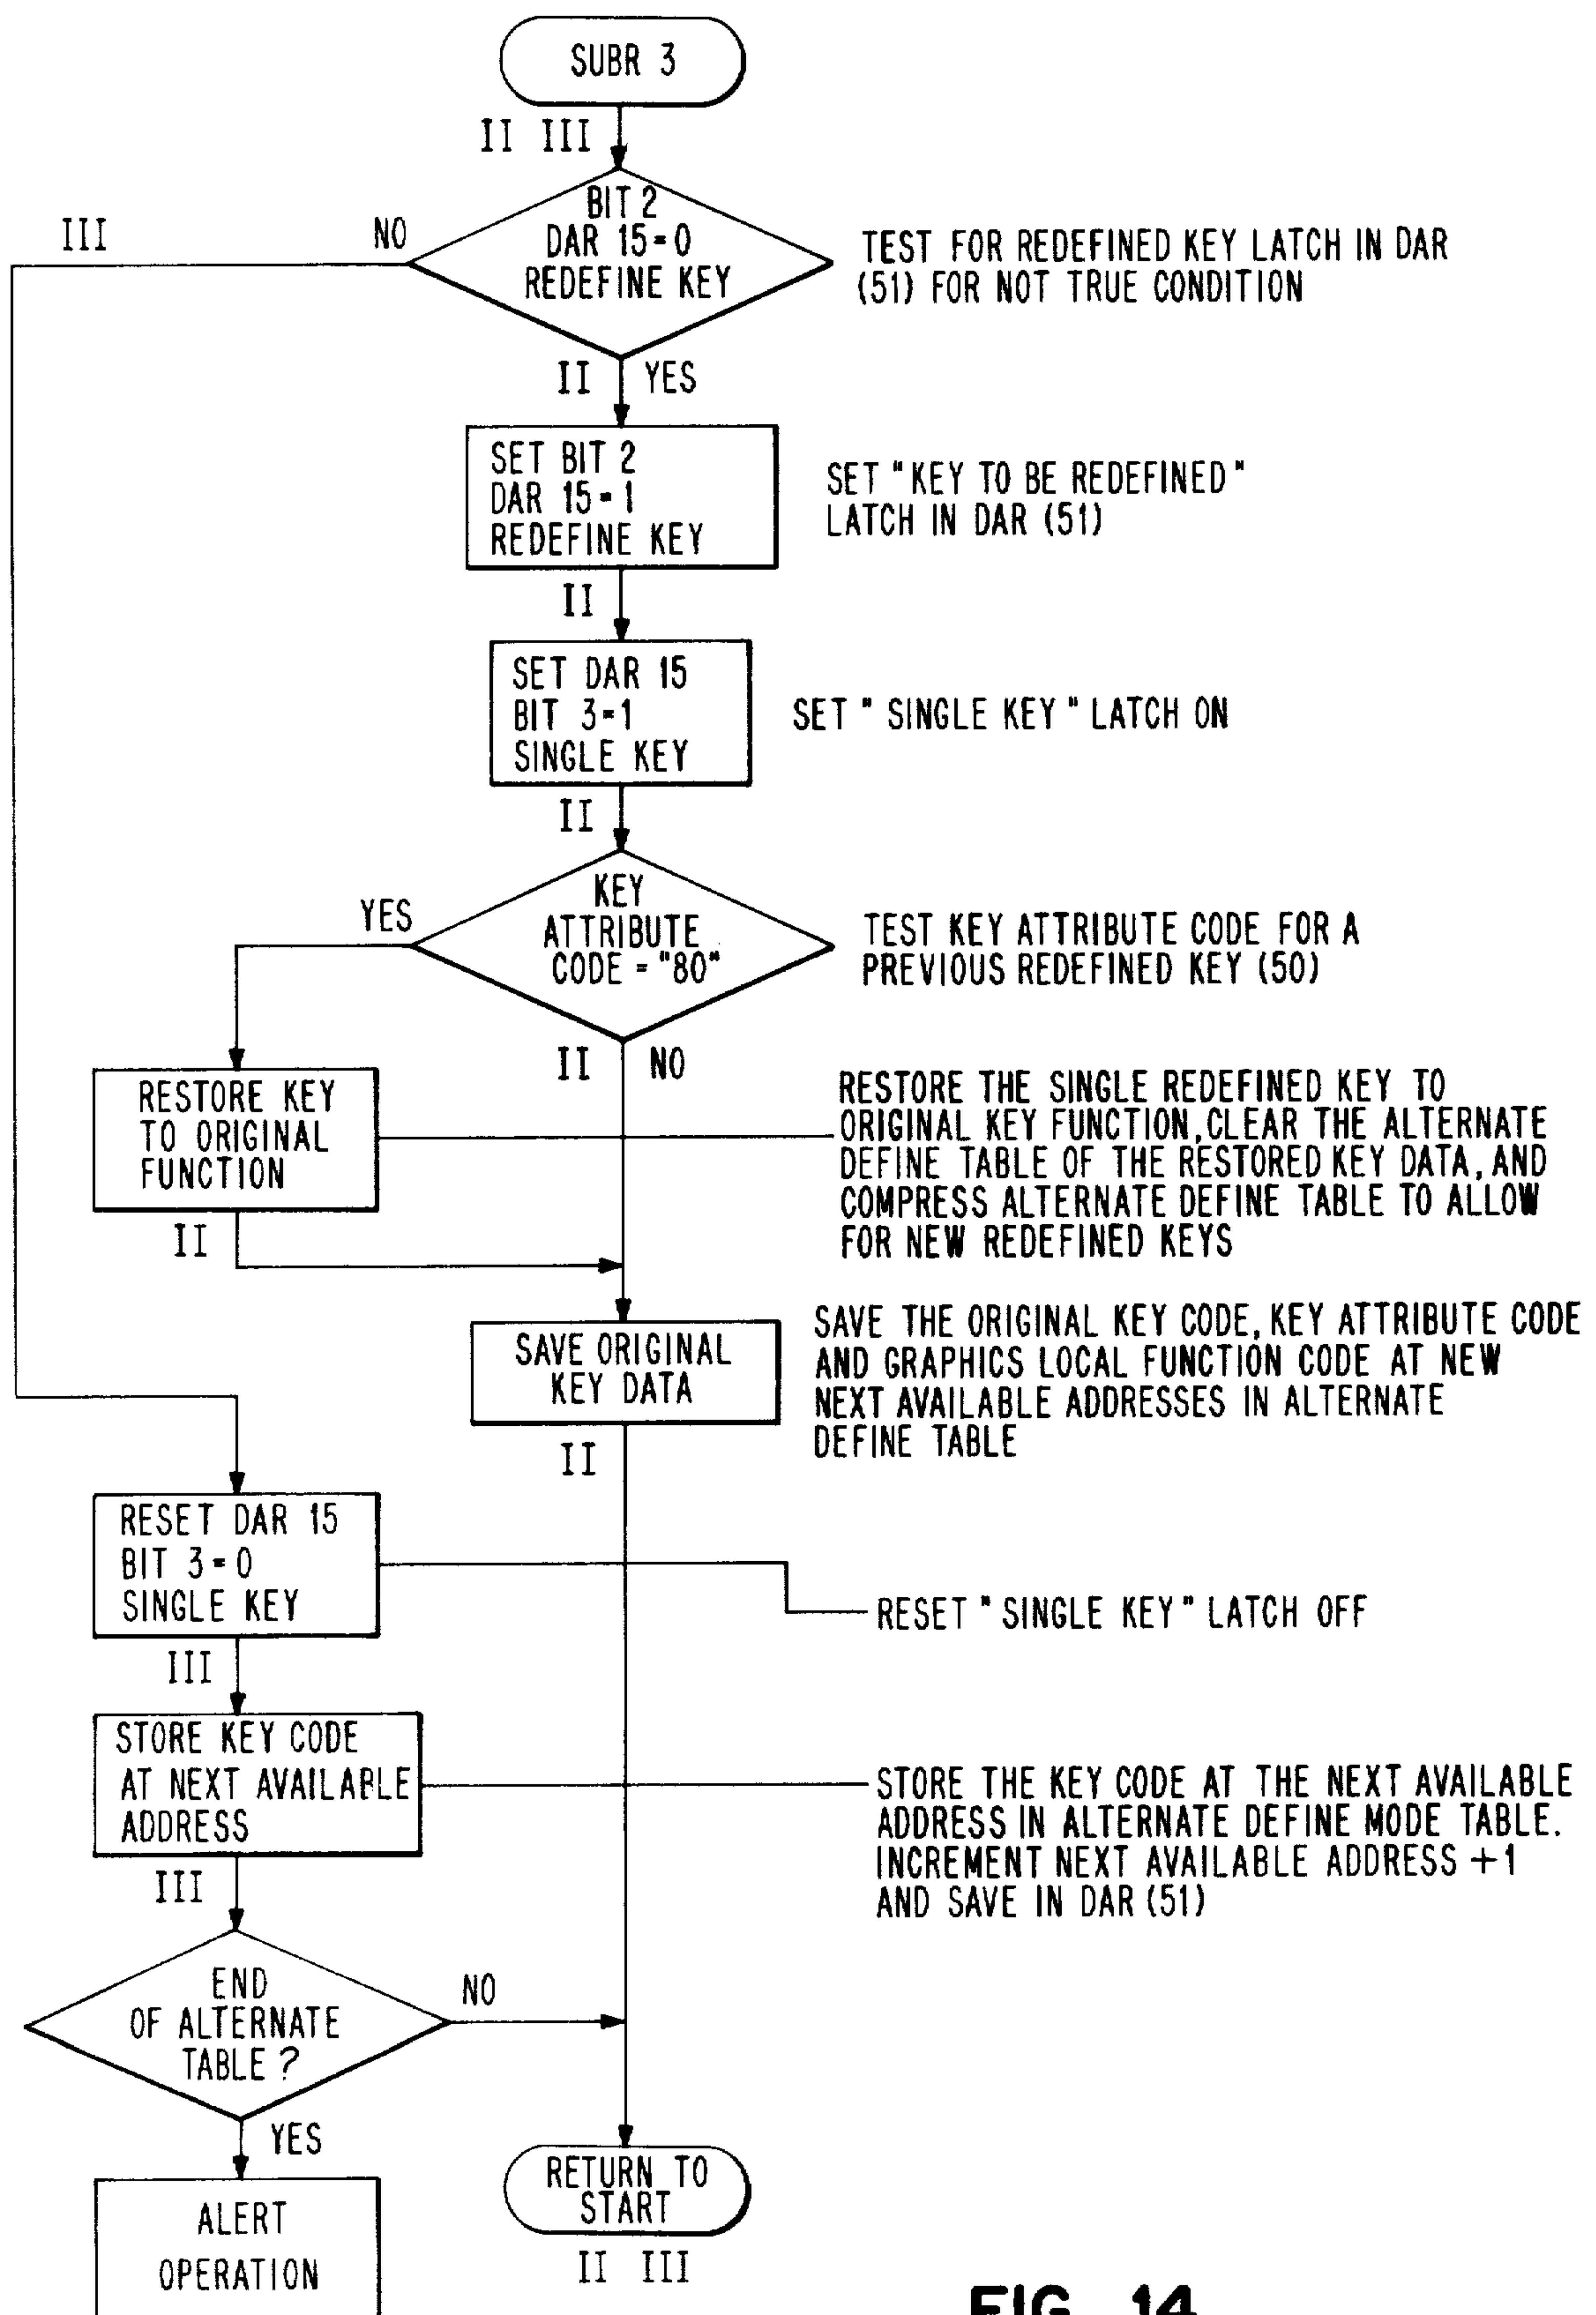 SUBR 3
II III
BIT 2
DAR 15=0
REDEFINE KEY
III
NO
TEST FOR REDEFINED KEY LATCH IN DAR
(51) FOR NOT TRUE CONDITION
II YES
SET BIT 2
DAR 15=1
REDEFINE KEY
SET "KEY TO BE REDEFINED"
LATCH IN DAR (51)
II
SET DAR 15
BIT 3=1
SINGLE KEY
SET "SINGLE KEY" LATCH ON
II
KEY
ATTRIBUTE
CODE = "80"
YES
TEST KEY ATTRIBUTE CODE FOR A
PREVIOUS REDEFINED KEY (50)
II NO
RESTORE KEY
TO ORIGINAL
FUNCTION
RESTORE THE SINGLE REDEFINED KEY TO
ORIGINAL KEY FUNCTION, CLEAR THE ALTERNATE
DEFINE TABLE OF THE RESTORED KEY DATA, AND
COMPRESS ALTERNATE DEFINE TABLE TO ALLOW
FOR NEW REDEFINED KEYS
II
SAVE ORIGINAL
KEY DATA
SAVE THE ORIGINAL KEY CODE, KEY ATTRIBUTE CODE
AND GRAPHICS LOCAL FUNCTION CODE AT NEW
NEXT AVAILABLE ADDRESSES IN ALTERNATE
DEFINE TABLE
II
RESET DAR 15
BIT 3=0
SINGLE KEY
RESET "SINGLE KEY" LATCH OFF
III
STORE KEY CODE
AT NEXT AVAILABLE
ADDRESS
STORE THE KEY CODE AT THE NEXT AVAILABLE
ADDRESS IN ALTERNATE DEFINE MODE TABLE.
INCREMENT NEXT AVAILABLE ADDRESS +1
AND SAVE IN DAR (51)
III
END
OF ALTERNATE
TABLE ?
NO
YES
ALERT
OPERATION
RETURN TO
START
II III
FIG. 14